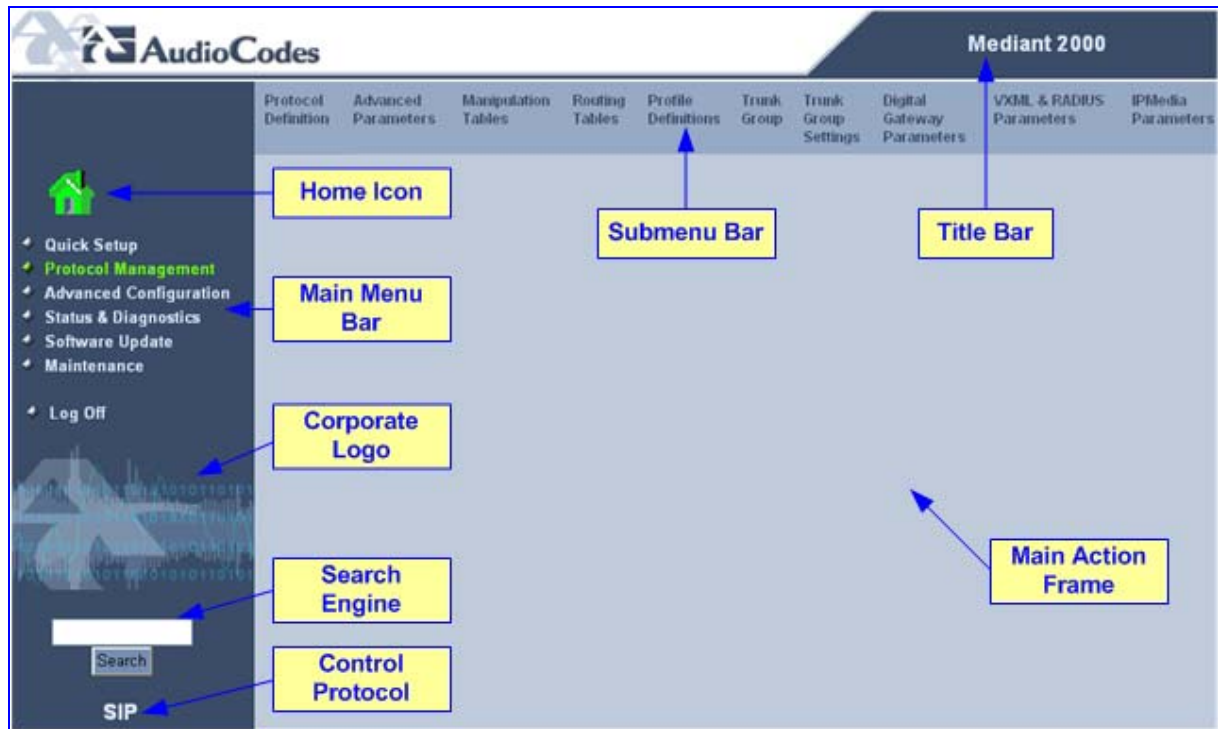 AudioCodes
Mediant 2000
Protocol Definition
Advanced Parameters
Manipulation Tables
Routing Tables
Profile Definitions
Trunk Group
Trunk Group Settings
Digital Gateway Parameters
VXML & RADIUS Parameters
IPMedia Parameters
Home Icon
Submenu Bar
Title Bar
Quick Setup
Protocol Management
Advanced Configuration
Status & Diagnostics
Software Update
Maintenance
Main Menu
Bar
Log Off
Corporate
Logo
Main Action
Frame
Search
Engine
Search
Control
Protocol
SIP